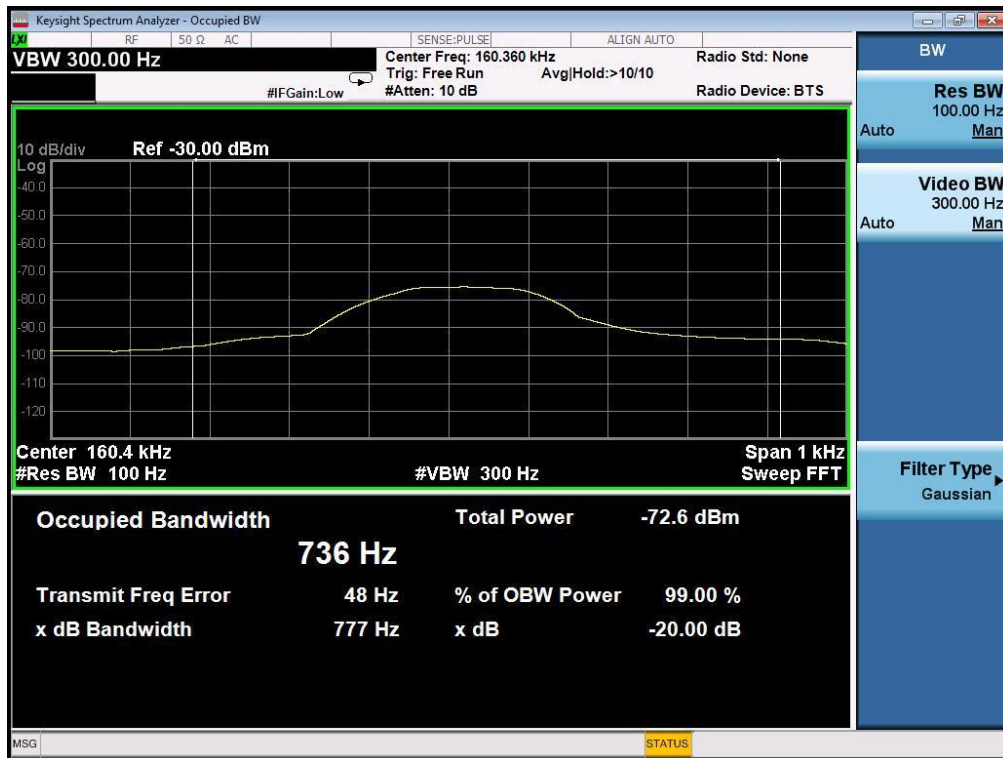 Keysight Spectrum Analyzer - Occupied BW
LXI RF 50 Ω AC SENSE:PULSE ALIGN AUTO
VBW 300.00 Hz
Center Freq: 160.360 kHz Radio Std: None
Trig: Free Run Avg|Hold:>10/10
#IFGain:Low #Atten: 10 dB Radio Device: BTS
10 dB/div Ref -30.00 dBm
Log
-40.0
-50.0
-60.0
-70.0
-80.0
-90.0
-100
-110
-120
Center 160.4 kHz Span 1 kHz
#Res BW 100 Hz #VBW 300 Hz Sweep FFT
Occupied Bandwidth Total Power -72.6 dBm
736 Hz
Transmit Freq Error 48 Hz % of OBW Power 99.00 %
x dB Bandwidth 777 Hz x dB -20.00 dB
MSG STATUS
BW
Res BW
100.00 Hz
Auto Man
Video BW
300.00 Hz
Auto Man
Filter Type
Gaussian